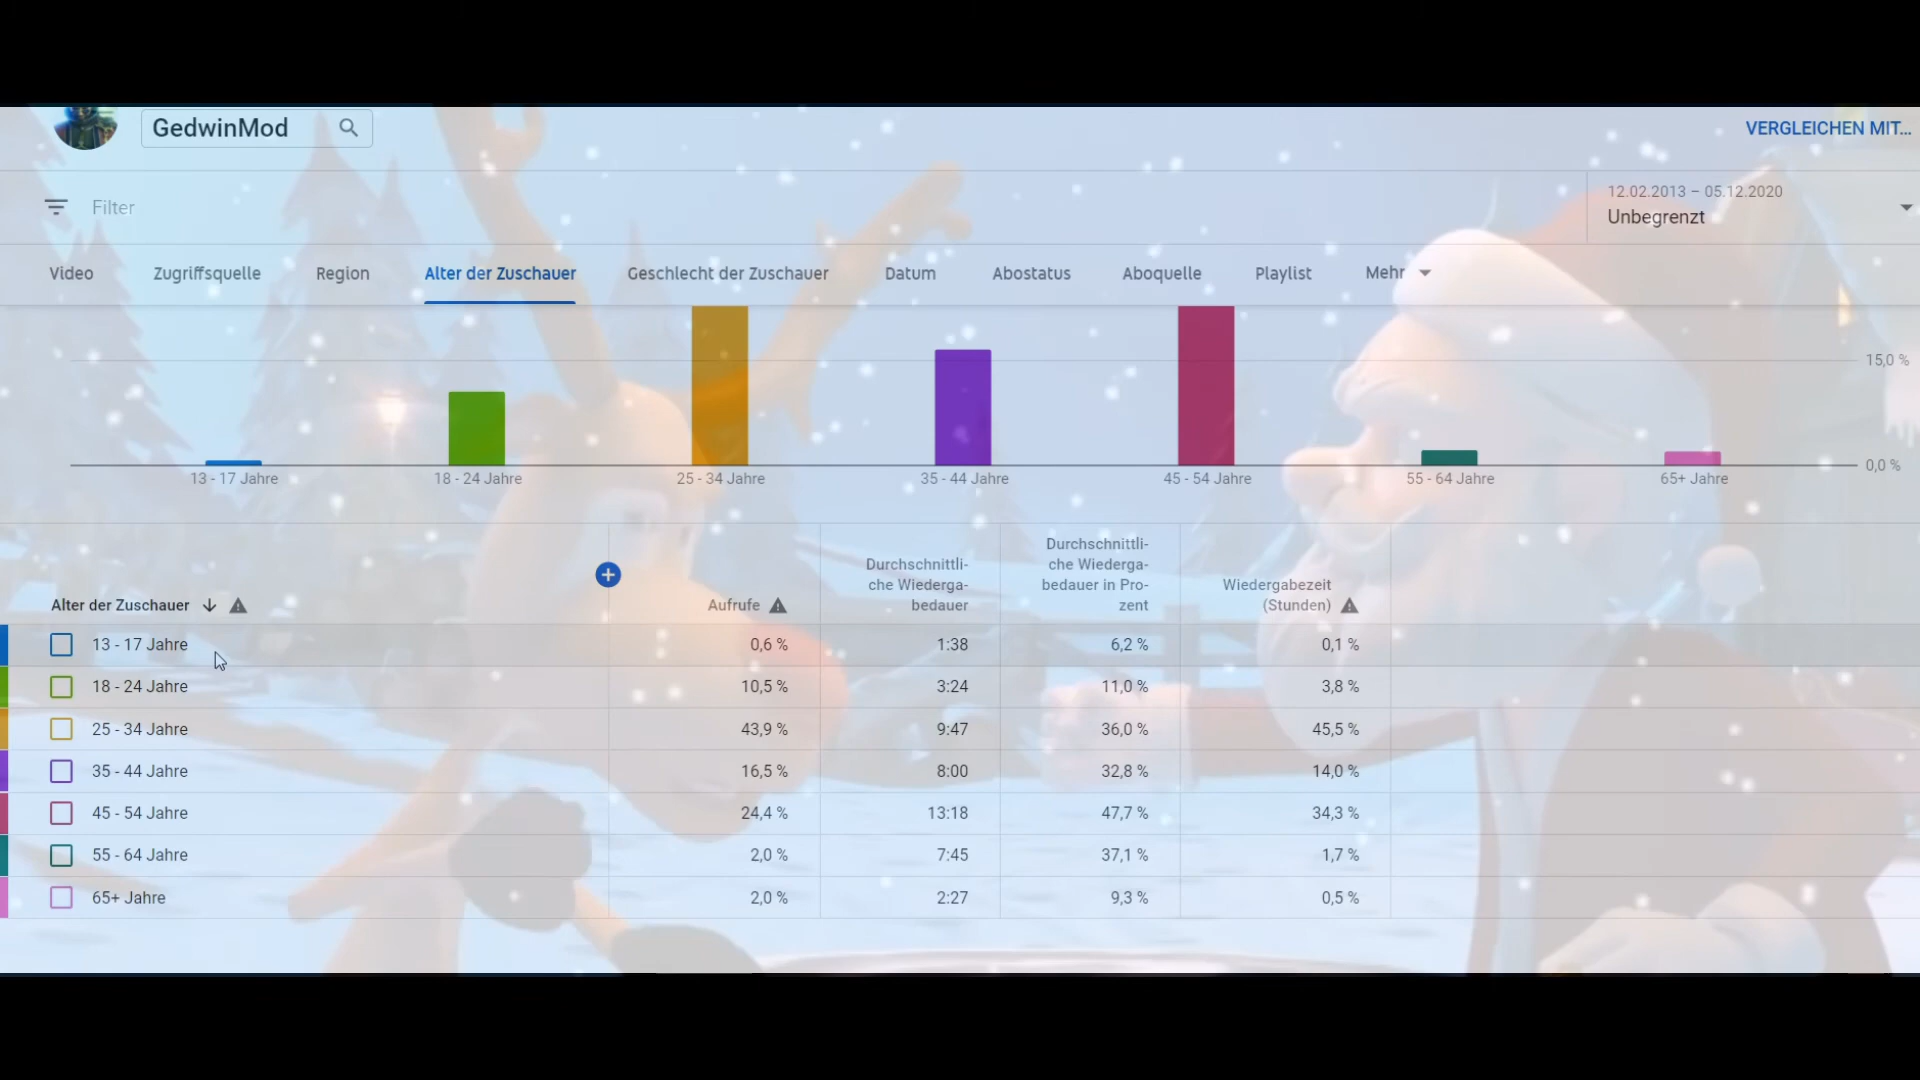 GedwinMod
VERGLEICHEN MIT...
Filter
12.02.2013 – 05.12.2020
Unbegrenzt
Video
Zugriffsquelle
Region
Alter der Zuschauer
Geschlecht der Zuschauer
Datum
Abostatus
Aboquelle
Playlist
Mehr
15,0 %
0,0 %
13 - 17 Jahre
18 - 24 Jahre
25 - 34 Jahre
35 - 44 Jahre
45 - 54 Jahre
55 - 64 Jahre
65+ Jahre
Alter der Zuschauer
Aufrufe
Durchschnittli-
che Wiederga-
bedauer
Durchschnittli-
che Wiederga-
bedauer in Pro-
zent
Wiedergabezeit
(Stunden)
13 - 17 Jahre 0,6 % 1:38 6,2 % 0,1 %
18 - 24 Jahre 10,5 % 3:24 11,0 % 3,8 %
25 - 34 Jahre 43,9 % 9:47 36,0 % 45,5 %
35 - 44 Jahre 16,5 % 8:00 32,8 % 14,0 %
45 - 54 Jahre 24,4 % 13:18 47,7 % 34,3 %
55 - 64 Jahre 2,0 % 7:45 37,1 % 1,7 %
65+ Jahre 2,0 % 2:27 9,3 % 0,5 %